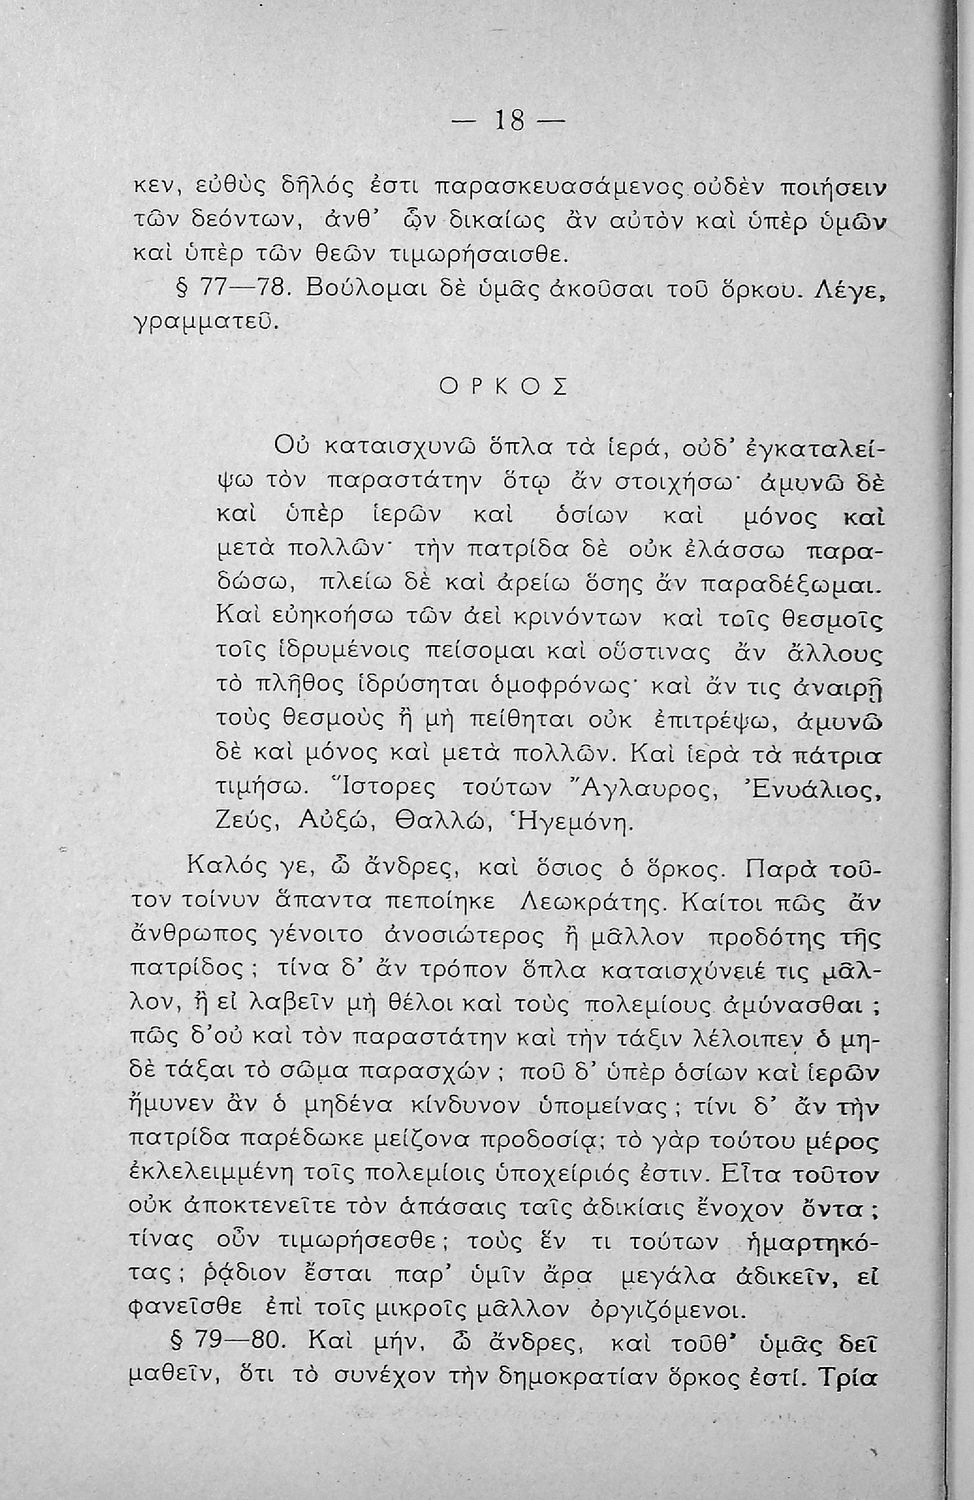 — 18 —
κεν, εὐθὺς δῆλός ἐστι παρασκευασάμενος οὐδὲν ποιήσειν
τῶν δεόντων, ἀνθ᾽ ὧν δικαίως ἂν αὐτὸν καὶ ὑπὲρ ὑμῶν
καὶ ὑπὲρ τῶν θεῶν τιμωρήσαισθε.
§ 77—78. Βούλομαι δὲ ὑμᾶς ἀκοῦσαι τοῦ ὅρκου. Λέγε,
γραμματεῦ.
ΟΡΚΟΣ
Οὐ καταισχυνῶ ὅπλα τὰ ἱερά, οὐδ᾽ ἐγκαταλεί-
ψω τὸν παραστάτην ὅτῳ ἂν στοιχήσω· ἀμυνῶ δὲ
καὶ ὑπὲρ ἱερῶν καὶ ὁσίων καὶ μόνος καὶ
μετὰ πολλῶν· τὴν πατρίδα δὲ οὐκ ἐλάσσω παρα-
δώσω, πλείω δὲ καὶ ἀρείω ὅσης ἄν παραδέξωμαι.
Καὶ εὐηκοήσω τῶν ἀεὶ κρινόντων καὶ τοῖς θεσμοῖς
τοῖς ἱδρυμένοις πείσομαι καὶ οὕστινας ἄν ἄλλους
τὸ πλῆθος ἱδρύσηται ὁμοφρόνως· καὶ ἄν τις ἀναιρῇ
τοὺς θεσμοὺς ἢ μὴ πείθηται οὐκ ἐπιτρέψω, ἀμυνῶ
δὲ καὶ μόνος καὶ μετὰ πολλῶν. Καὶ ἱερὰ τὰ πάτρια
τιμήσω. Ἵστορες τούτων Ἄγλαυρος, Ἐνυάλιος,
Ζεύς, Αὐξώ, Θαλλώ, Ἡγεμόνη.
Καλός γε, ὦ ἄνδρες, καὶ ὅσιος ὁ ὅρκος. Παρὰ τοῦ-
τον τοίνυν ἅπαντα πεποίηκε Λεωκράτης. Καίτοι πῶς ἄν
ἄνθρωπος γένοιτο ἀνοσιώτερος ἢ μᾶλλον προδότης τῆς
πατρίδος ; τίνα δ᾽ ἄν τρόπον ὅπλα καταισχύνειέ τις μᾶλ-
λον, ἢ εἰ λαβεῖν μὴ θέλοι καὶ τοὺς πολεμίους ἀμύνασθαι ;
πῶς δ᾽οὐ καὶ τὸν παραστάτην καὶ τὴν τάξιν λέλοιπεν ὁ μη-
δὲ τάξαι τὸ σῶμα παρασχών ; ποῦ δ᾽ ὑπὲρ ὁσίων καὶ ἱερῶν
ἤμυνεν ἂν ὁ μηδένα κίνδυνον ὑπομείνας ; τίνι δ᾽ ἄν τὴν
πατρίδα παρέδωκε μείζονα προδοσίᾳ; τὸ γὰρ τούτου μέρος
ἐκλελειμμένη τοῖς πολεμίοις ὑποχείριός ἐστιν. Εἶτα τοῦτον
οὐκ ἀποκτενεῖτε τὸν ἁπάσαις ταῖς ἀδικίαις ἔνοχον ὄντα ;
τίνας οὖν τιμωρήσεσθε ; τοὺς ἕν τι τούτων ἡμαρτηκό-
τας ; ῥᾴδιον ἔσται παρ᾽ ὑμῖν ἄρα μεγάλα ἀδικεῖν, εἰ
φανεῖσθε ἐπὶ τοῖς μικροῖς μᾶλλον ὀργιζόμενοι.
§ 79—80. Καὶ μήν, ὦ ἄνδρες, καὶ τοῦθ᾽ ὑμᾶς δεῖ
μαθεῖν, ὅτι τὸ συνέχον τὴν δημοκρατίαν ὅρκος ἐστί. Τρία